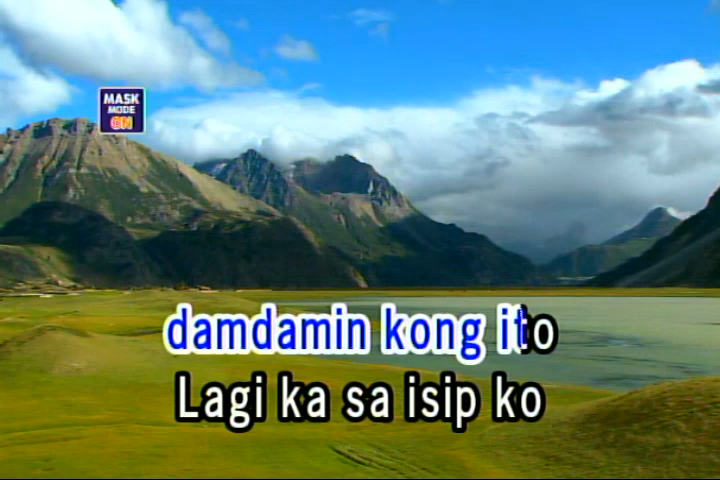 MASK
MODE
ON
damdamin kong ito
Lagi ka sa isip ko